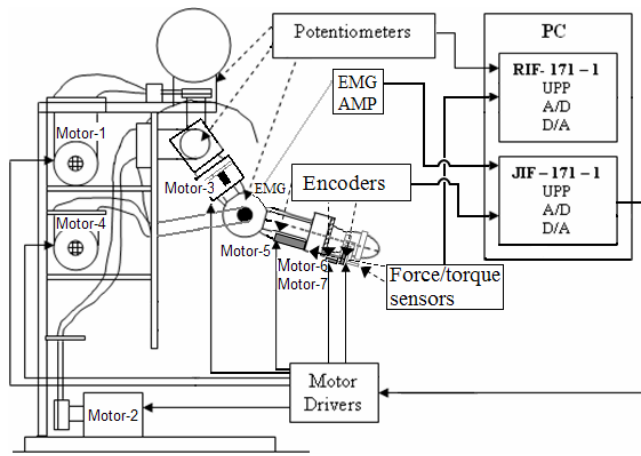 Potentiometers
PC
RIF- 171 – 1
UPP
A/D
D/A
EMG
AMP
Motor-1
Motor-3
EMG
Encoders
JIF – 171 – 1
UPP
A/D
D/A
Motor-4
Motor-5
Motor-6
Motor-7
Force/torque
sensors
Motor
Drivers
Motor-2